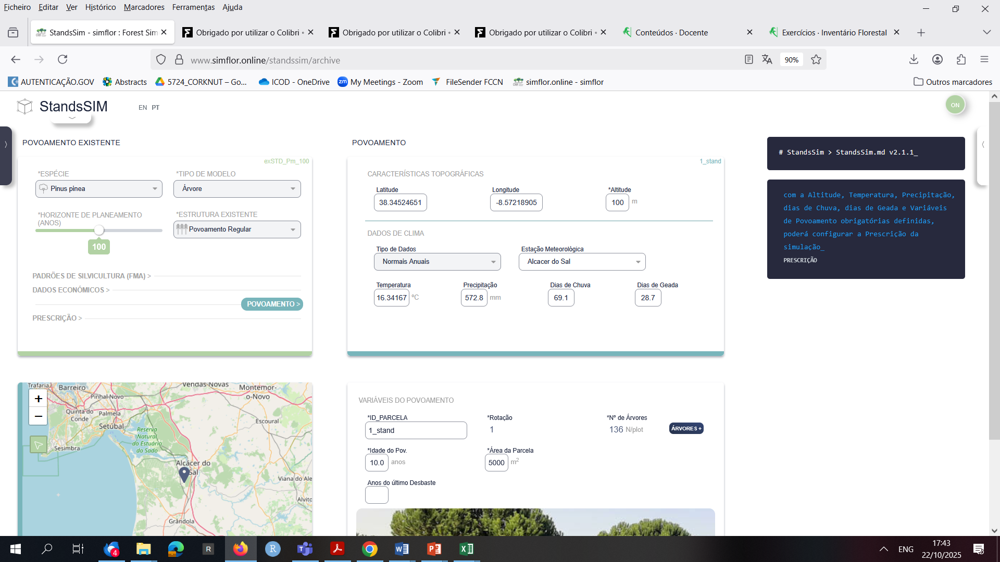 Ficheiro Editar Ver Histórico Marcadores Ferramentas Ajuda
StandsSim - simflor : Forest Sim
Obrigado por utilizar o Colibri •
Obrigado por utilizar o Colibri •
Obrigado por utilizar o Colibri •
Conteúdos · Docente
Exercícios · Inventário Florestal
www.simflor.online/standssim/archive
90%
AUTENTICAÇÃO.GOV
Abstracts
5724_CORKNUT – Go...
ICOD - OneDrive
zm My Meetings - Zoom
FileSender FCCN
simflor.online - simflor
Outros marcadores
StandsSIM
EN PT
ON
POVOAMENTO EXISTENTE
exSTD_Pm_100
*ESPÉCIE
*TIPO DE MODELO
Pinus pinea
Árvore
*HORIZONTE DE PLANEAMENTO
(ANOS)
*ESTRUTURA EXISTENTE
Povoamento Regular
100
PADRÕES DE SILVICULTURA (FMA) >
DADOS ECONÓMICOS >
POVOAMENTO >
PRESCRIÇÃO >
POVOAMENTO
1_stand
CARACTERÍSTICAS TOPOGRÁFICAS
Latitude
Longitude
*Altitude
38.34524651
-8.57218905
100 m
DADOS DE CLIMA
Tipo de Dados
Estação Meteorológica
Normais Anuais
Alcacer do Sal
Temperatura
Precipitação
Dias de Chuva
Dias de Geada
16.34167 ºC
572.8 mm
69.1
28.7
# StandsSim > StandsSim.md v2.1.1_
com a Altitude, Temperatura, Precipitação,
dias de Chuva, dias de Geada e Variáveis
de Povoamento obrigatórias definidas,
poderá configurar a Prescrição da
simulação_
PRESCRIÇÃO
+
−
Trafaria
Barreiro
Vendas Novas
Montemor-
o-Novo
Pinhal-Novo
Quinta do
Conde
Palmela
Setúbal
Escoural
Reserva
Natural
do Estuário
do Sado
Sesimbra
Alcácer do
Sal
Viana do Ale
Alvito
Grândola
VARIÁVEIS DO POVOAMENTO
*ID_PARCELA
*Rotação
*Nº de Árvores
1_stand
1
136 N/plot
ÁRVORES +
*Idade do Pov.
*Área da Parcela
10.0 anos
5000 m²
Anos do último Desbaste
4
R
R
ENG
17:43
22/10/2025